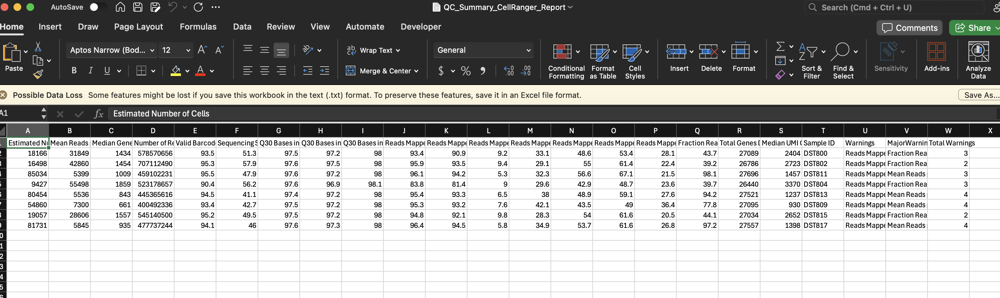 AutoSave
QC_Summary_CellRanger_Report
Search (Cmd + Ctrl + U)
Home Insert Draw Page Layout Formulas Data Review View Automate Developer
Comments Share
Paste
Aptos Narrow (Bod... 12
B I U
Wrap Text
Merge & Center
General
Conditional Formatting
Format as Table
Cell Styles
Insert Delete Format
Sort & Filter
Find & Select
Sensitivity
Add-ins
Analyze Data
Possible Data Loss Some features might be lost if you save this workbook in the text (.txt) format. To preserve these features, save it in an Excel file format. Save As...
A1 fx Estimated Number of Cells
A B C D E F G H I J K L M N O P Q R S T U V W X
Estimated Nu Mean Reads Median Gene Number of Re Valid Barcod Sequencing S Q30 Bases in Q30 Bases in Q30 Bases in Reads Mappe Reads Mappe Reads Mappe Reads Mappe Reads Mappe Reads Mappe Reads Mappe Fraction Rea Total Genes D Median UMI C Sample ID Warnings MajorWarnin Total Warnings
18166 31849 1434 578570656 93.5 51.3 97.5 97.2 98 93.4 90.9 9.2 33.1 48.6 53.4 28.1 43.7 27089 2404 DST800 Reads Mappe Fraction Rea 3
16498 42860 1454 707112490 95.3 57.9 97.6 97.5 98 95.9 93.5 9.4 29.1 55 61.4 22.4 39.2 26786 2723 DST802 Reads Mappe Fraction Rea 2
85034 5399 1009 459102231 95.5 47.9 97.6 97.2 98 96.1 94.2 5.3 32.3 56.6 67.1 21.5 98.1 27696 1457 DST811 Reads Mappe Mean Reads 3
9427 55498 1859 523178657 90.4 56.2 97.6 96.9 98.1 83.8 81.4 9 29.6 42.9 48.7 23.6 39.7 26440 3370 DST804 Reads Mappe Fraction Rea 3
80454 5536 843 445365616 94.5 41.1 97.4 97.2 98 95.4 93.3 6.5 38 48.9 59.1 27.6 94.2 27521 1237 DST813 Reads Mappe Mean Reads 4
54860 7300 661 400492336 93.4 42.7 97.5 97.2 98 95.3 93.2 7.6 42.1 43.5 49 36.4 77.8 27095 930 DST809 Reads Mappe Mean Reads 4
19057 28606 1557 545140500 95.2 49.5 97.5 97.2 98 94.8 92.1 9.8 28.3 54 61.6 20.5 44.1 27034 2652 DST815 Reads Mappe Fraction Rea 2
81731 5845 935 477737244 94.1 46 97.6 97.3 98 96.4 94.5 5.8 34.9 53.7 61.6 26.8 97.2 27557 1398 DST817 Reads Mappe Mean Reads 4